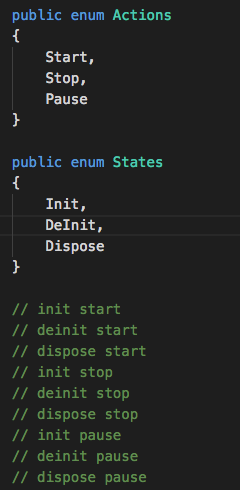 public enum Actions
{
    Start,
    Stop,
    Pause
}

public enum States
{
    Init,
    DeInit,
    Dispose
}

// init start
// deinit start
// dispose start
// init stop
// deinit stop
// dispose stop
// init pause
// deinit pause
// dispose pause